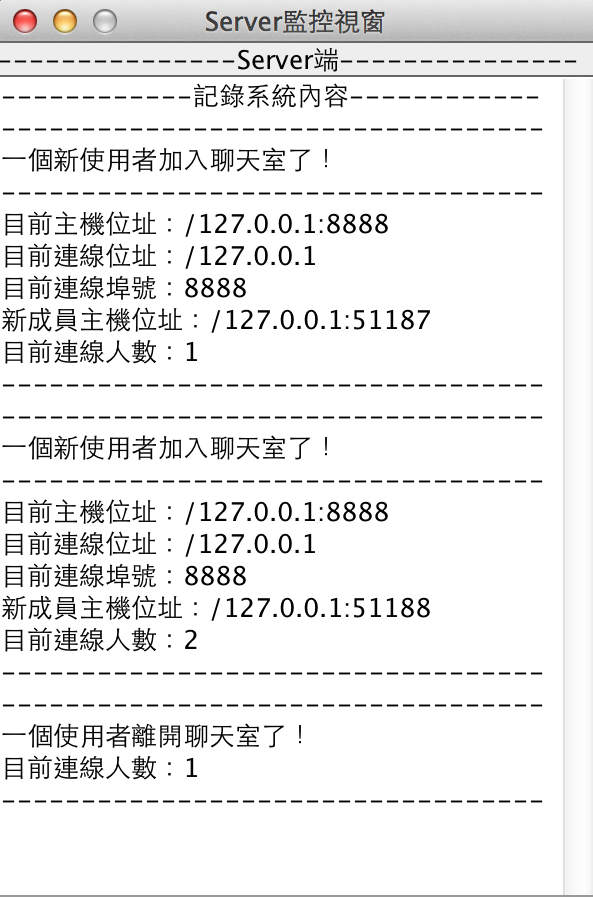 Server監控視窗
---------------Server端---------------
------------記錄系統內容------------
----------------------------------
一個新使用者加入聊天室了！
----------------------------------
目前主機位址：/127.0.0.1:8888
目前連線位址：/127.0.0.1
目前連線埠號：8888
新成員主機位址：/127.0.0.1:51187
目前連線人數：1
----------------------------------
----------------------------------
一個新使用者加入聊天室了！
----------------------------------
目前主機位址：/127.0.0.1:8888
目前連線位址：/127.0.0.1
目前連線埠號：8888
新成員主機位址：/127.0.0.1:51188
目前連線人數：2
----------------------------------
----------------------------------
一個使用者離開聊天室了！
目前連線人數：1
----------------------------------